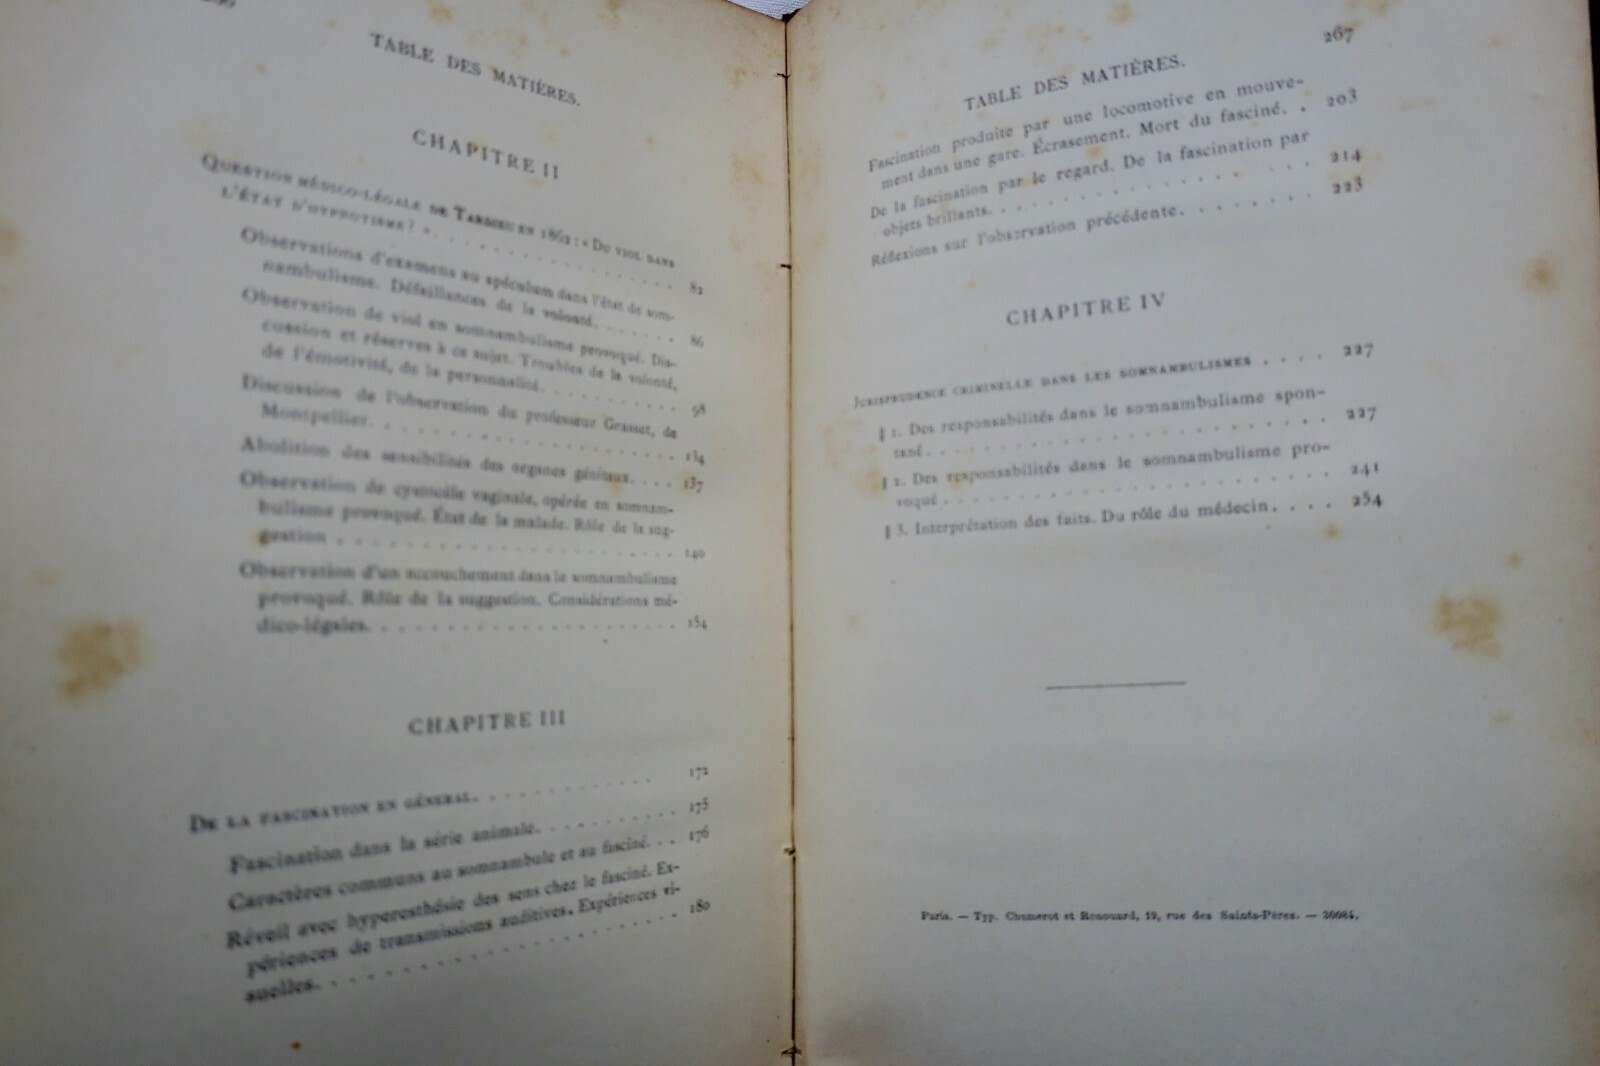 TABLE DES MATIÈRES.
CHAPITRE II
QUESTION MÉDICO-LÉGALE DE TARDIEU EN 1862 : « DU VIOL DANS
L'ÉTAT D'HYPNOTISME ? ». . . . . . . . . . . . . . 82
Observations d'examens au spéculum dans l'état de som-
nambulisme. Défaillances de la volonté. . . . . . 86
Observation de viol en somnambulisme provoqué. Dis-
cussion et réserves à ce sujet. Troubles de la volonté,
de l'émotivité, de la personnalité. . . . . . . . . . . 98
Discussion de l'observation du professeur Grasset, de
Montpellier. . . . . . . . . . . . . . . . . . . 134
Abolition des sensibilités des organes génitaux. . . . 137
Observation de cystocèle vaginale, opérée en somnam-
bulisme provoqué. État de la malade. Rôle de la sug-
gestion . . . . . . . . . . . . . . . . . . . . . 140
Observation d'un accouchement dans le somnambulisme
provoqué. Rôle de la suggestion. Considérations mé-
dico-légales. . . . . . . . . . . . . . . . . . . 154
CHAPITRE III
DE LA FASCINATION EN GÉNÉRAL. . . . . . . . . . . 172
Fascination dans la série animale. . . . . . . . . . 175
Caractères communs au somnambule et au fasciné. . . 176
Réveil avec hyperesthésie des sens chez le fasciné. Ex-
périences de transmissions auditives. Expériences vi-
suelles. . . . . . . . . . . . . . . . . . . . 180
267
TABLE DES MATIÈRES.
Fascination produite par une locomotive en mouve-
ment dans une gare. Écrasement. Mort du fasciné. . 203
De la fascination par le regard. De la fascination par
objets brillants. . . . . . . . . . . . . . . . . 214
Réflexions sur l'observation précédente. . . . . . . . 223
CHAPITRE IV
JURISPRUDENCE CRIMINELLE DANS LES SOMNAMBULISMES . . . . 227
§ 1. Des responsabilités dans le somnambulisme spon-
tané. . . . . . . . . . . . . . . . . . . . . 227
§ 2. Des responsabilités dans le somnambulisme pro-
voqué . . . . . . . . . . . . . . . . . . . . 241
§ 3. Interprétation des faits. Du rôle du médecin. . . . 254
Paris. — Typ. Chamerot et Renouard, 19, rue des Saints-Pères. — 30084.